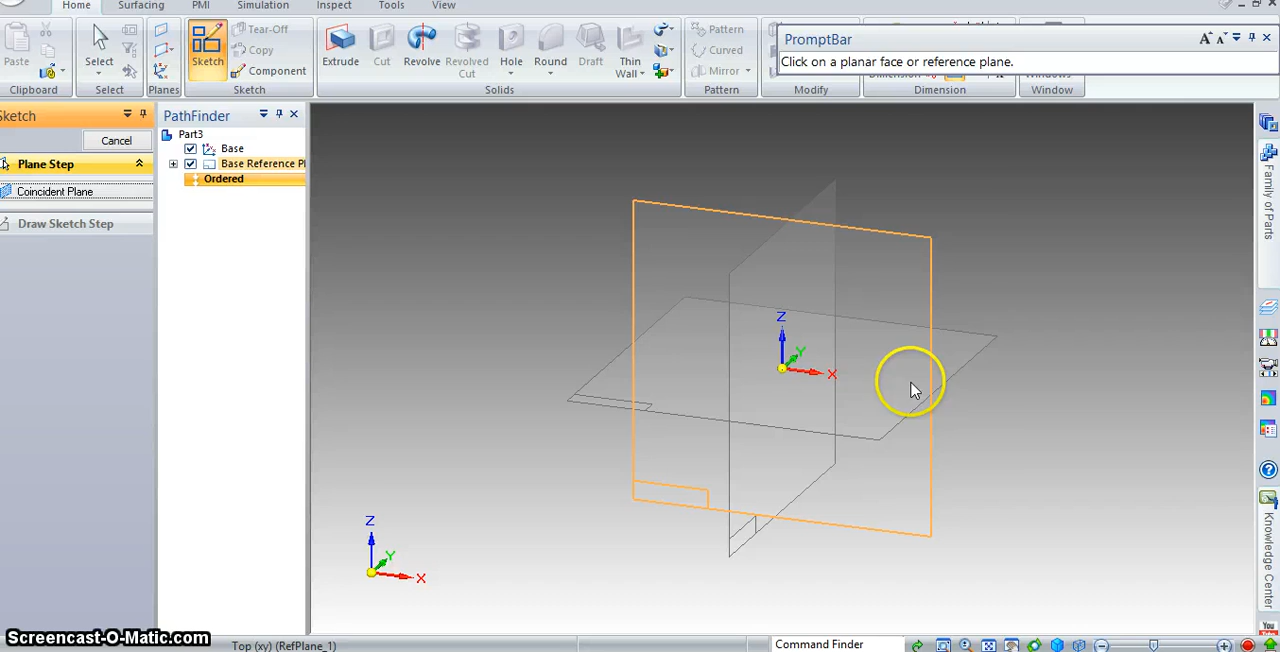 Home Surfacing PMI Simulation Inspect Tools View
Paste Select Sketch Tear-Off Copy Component Extrude Cut Revolve Revolved Cut Hole Round Draft Thin Wall Pattern Curved Mirror
Clipboard Select Planes Sketch Solids Pattern Modify Dimension Window
PromptBar
Click on a planar face or reference plane.
Sketch
Cancel
Plane Step
Coincident Plane
Draw Sketch Step
PathFinder
Part3
Base
Base Reference Pl
Ordered
Z
Y
X
Z
Y
X
Family of Parts
Knowledge Center
You
Screencast-O-Matic.com
Top (xy) (RefPlane_1)
Command Finder